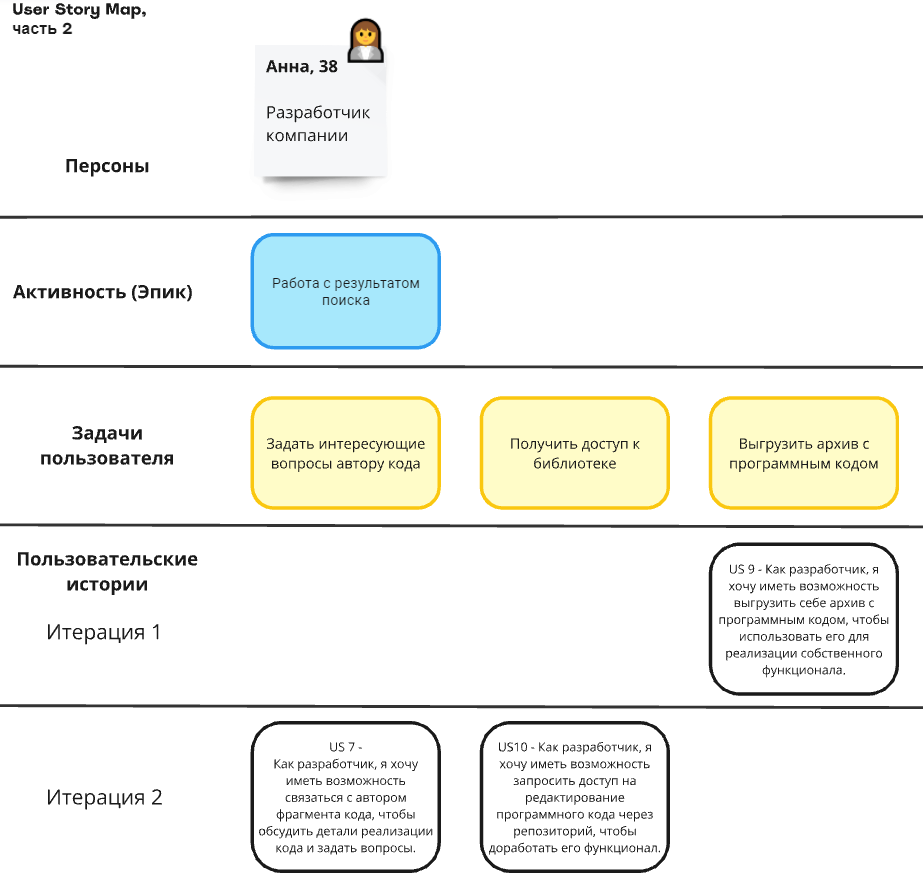 User Story Map,
часть 2
Анна, 38
Разработчик
компании
Персоны
Активность (Эпик)
Работа с результатом
поиска
Задачи
пользователя
Задать интересующие
вопросы автору кода
Получить доступ к
библиотеке
Выгрузить архив с
программным кодом
Пользовательские
истории
Итерация 1
US 9 - Как разработчик, я
хочу иметь возможность
выгрузить себе архив с
программным кодом, чтобы
использовать его для
реализации собственного
функционала.
Итерация 2
US 7 -
Как разработчик, я хочу
иметь возможность
связаться с автором
фрагмента кода, чтобы
обсудить детали реализации
кода и задать вопросы.
US10 - Как разработчик, я
хочу иметь возможность
запросить доступ на
редактирование
программного кода через
репозиторий, чтобы
доработать его функционал.